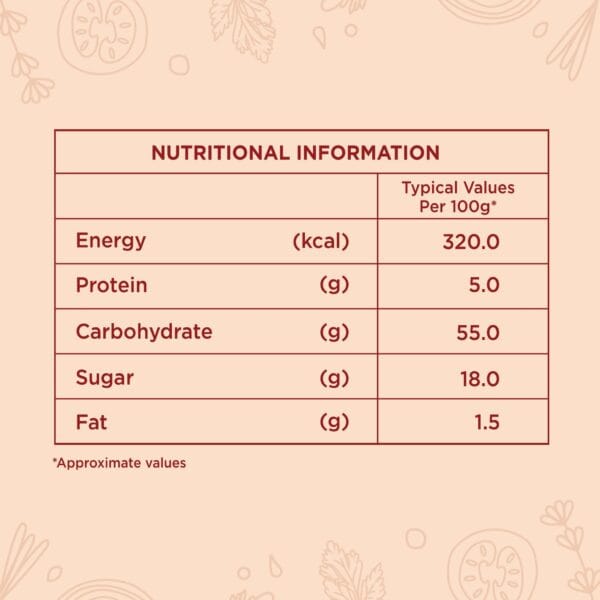 NUTRITIONAL INFORMATION
Typical Values
Per 100g*
Energy (kcal) 320.0
Protein (g) 5.0
Carbohydrate (g) 55.0
Sugar (g) 18.0
Fat (g) 1.5
*Approximate values